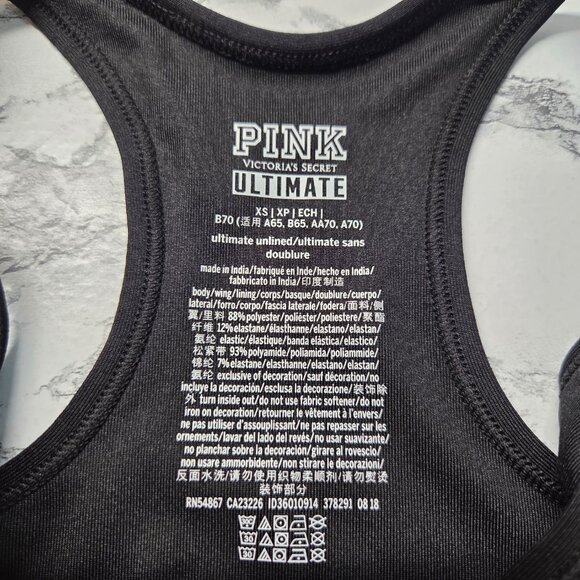 PINK
VICTORIA'S SECRET
ULTIMATE
XS | XP | ECH |
B70 (适用 A65, B65, AA70, A70)
ultimate unlined/ultimate sans
doublure
made in India/fabriqué en Inde/hecho en India/
fabbricato in India/印度制造
body/wing/lining/corps/basque/doublure/cuerpo/
lateral/forro/corpo/fascia laterale/fodera/面料/侧
翼/里料 88% polyester/poliéster/poliestere/聚酯
纤维 12% elastane/élasthanne/elastano/elastan/
氨纶 elastic/élastique/banda elástica/elastico/
松紧带 93% polyamide/poliamida/poliammide/
锦纶 7% elastane/élasthanne/elastano/elastan/
氨纶 exclusive of decoration/sauf décoration/no
incluye la decoración/esclusa la decorazione/装饰除
外 turn inside out/do not use fabric softener/do not
iron on decoration/retourner le vêtement à l'envers/
ne pas utiliser d'assouplissant/ne pas repasser les
ornements/lavar del lado del revés/no usar suavizante/
no planchar sobre la decoración/girare al rovescio/
non usare ammorbidente/non stirare le decorazioni/
反面水洗/请勿使用织物柔顺剂/请勿熨烫
装饰部分
RN54867 CA23226 ID36010914 378291 08 18
30
30